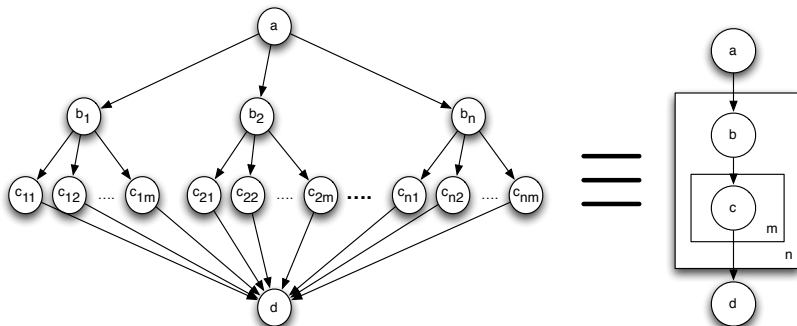 a
b1 b2 bn
c11 c12 .... c1m c21 c22 .... c2m .... cn1 cn2 .... cnm
d
a
b
c
m
n
d